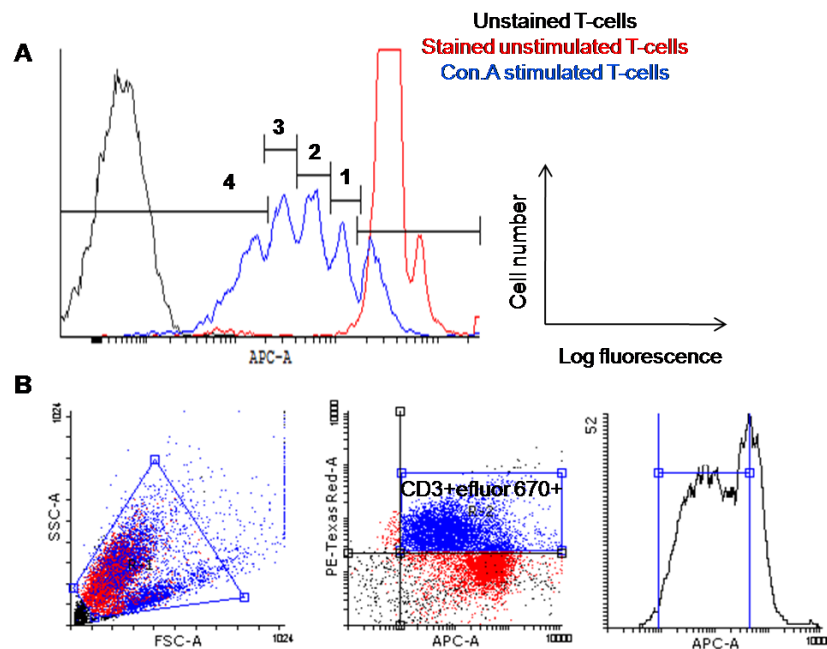 A
Unstained T-cells
Stained unstimulated T-cells
Con.A stimulated T-cells
3
2
1
4
APC-A
Cell number
Log fluorescence
B
1024
SSC-A
FSC-A
1024
10000
PE-Texas Red-A
CD3+efluor 670+
APC-A
10000
52
APC-A
1000